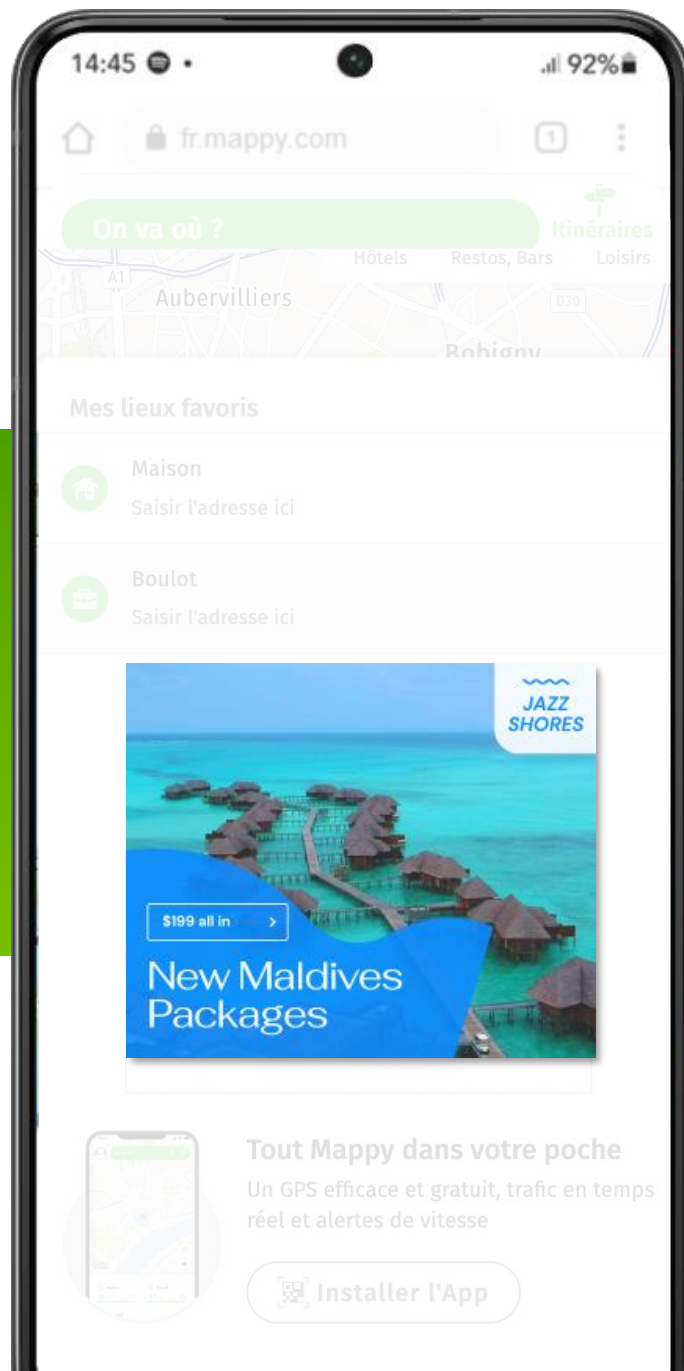 14:45
92%
fr.mappy.com
1
On va où ?
Itinéraires
Hôtels
Restos, Bars
Loisirs
A1
Aubervilliers
D30
Bobigny
Mes lieux favoris
Maison
Saisir l'adresse ici
Boulot
Saisir l'adresse ici
JAZZ
SHORES
$199 all in >
New Maldives
Packages
Tout Mappy dans votre poche
Un GPS efficace et gratuit, trafic en temps
réel et alertes de vitesse
Installer l'App